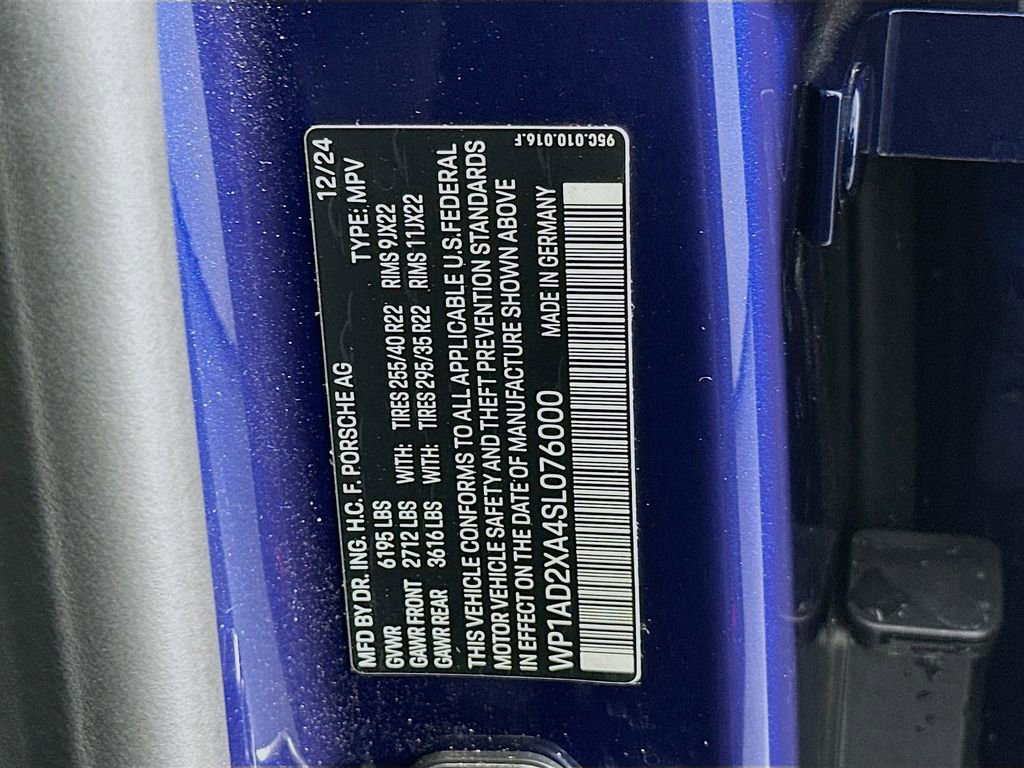 MFD BY DR. ING. H.C. F. PORSCHE AG 12/24
GVWR 6195 LBS TYPE: MPV
GAWR FRONT 2712 LBS WITH: TIRES 255/40 R22 RIMS 9JX22
GAWR REAR 3616 LBS WITH: TIRES 295/35 R22 RIMS 11JX22
THIS VEHICLE CONFORMS TO ALL APPLICABLE U.S.FEDERAL
MOTOR VEHICLE SAFETY AND THEFT PREVENTION STANDARDS
IN EFFECT ON THE DATE OF MANUFACTURE SHOWN ABOVE
WP1AD2XA4SL076000 MADE IN GERMANY
95C.010.016.F